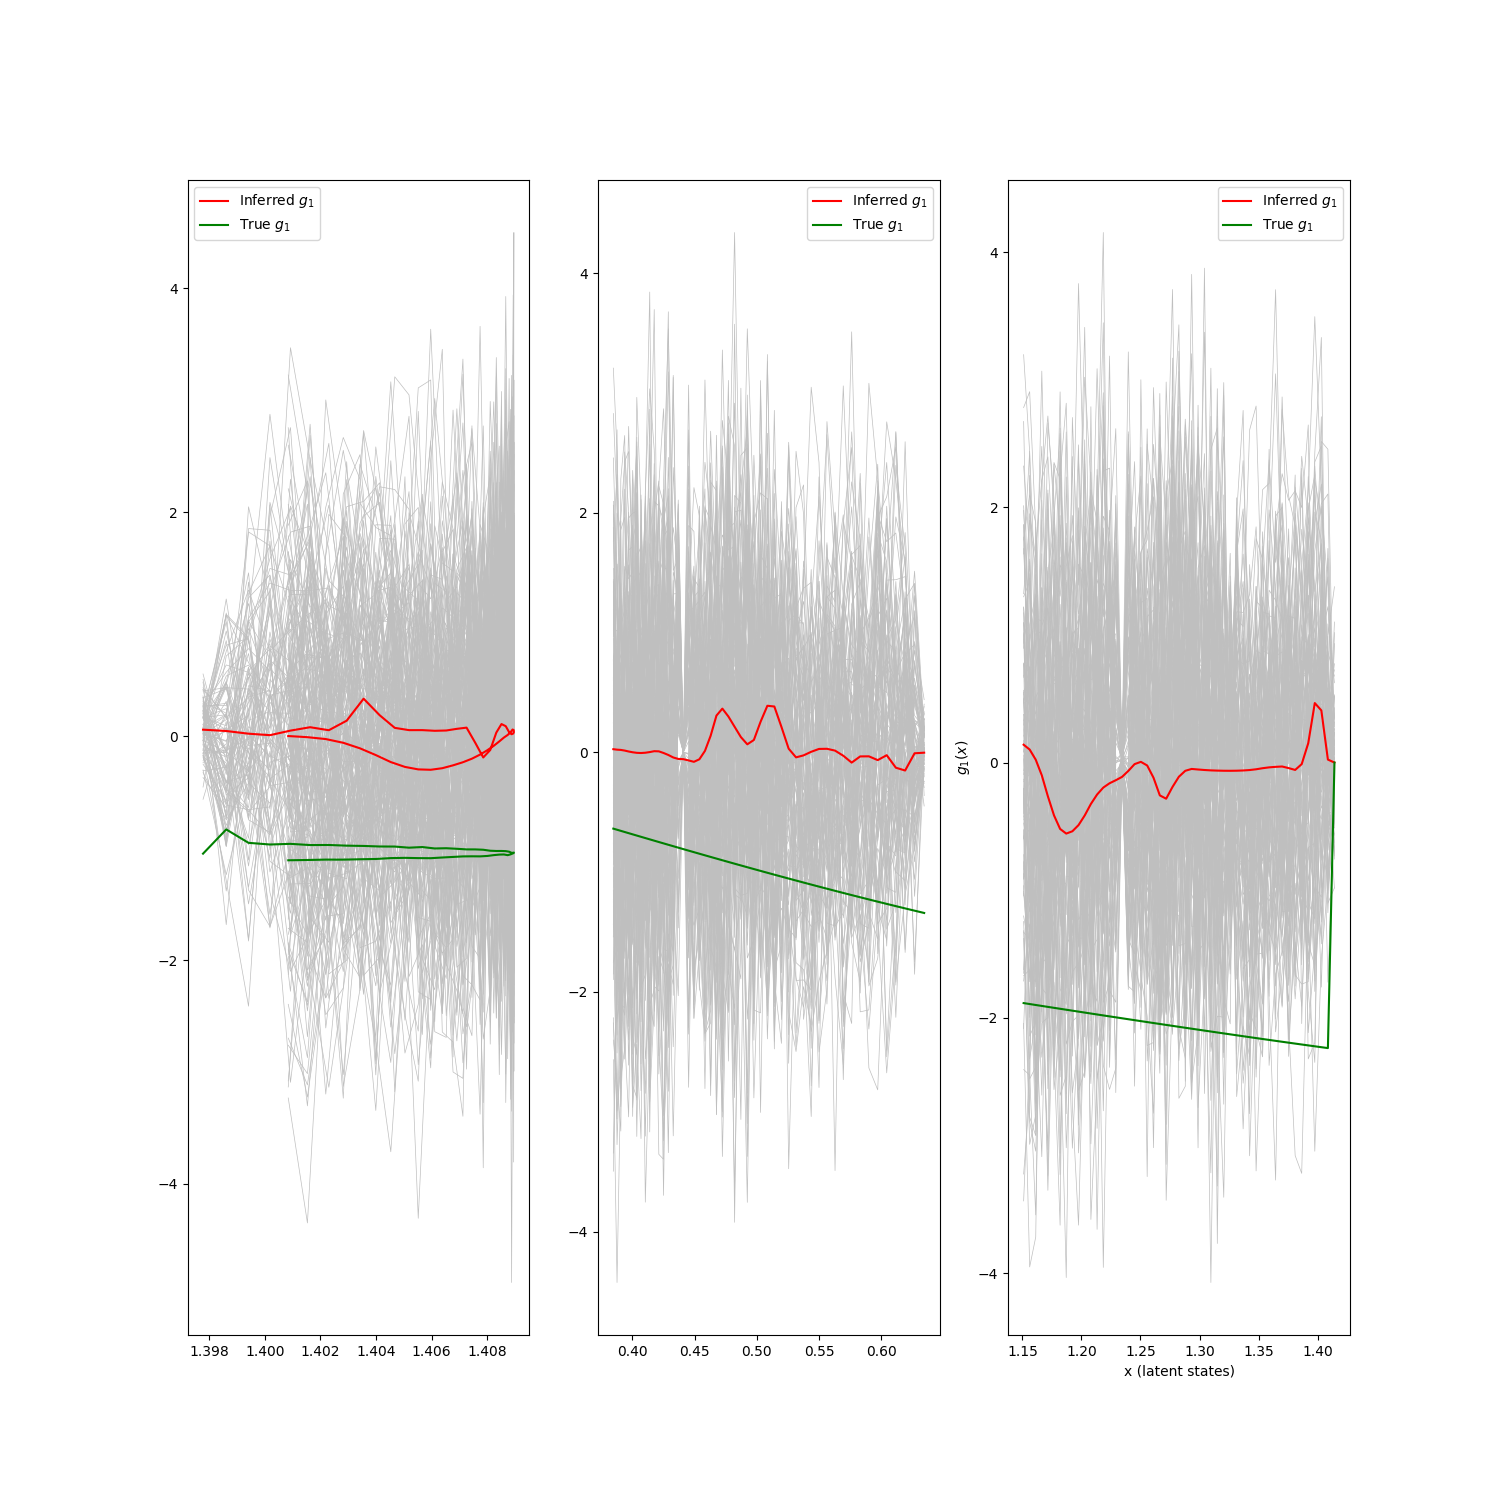 Inferred g₁
True g₁
4
2
0
−2
−4
1.398 1.400 1.402 1.404 1.406 1.408
Inferred g₁
True g₁
4
2
0
−2
−4
0.40 0.45 0.50 0.55 0.60
Inferred g₁
True g₁
g₁(x)
4
2
0
−2
−4
1.15 1.20 1.25 1.30 1.35 1.40
x (latent states)